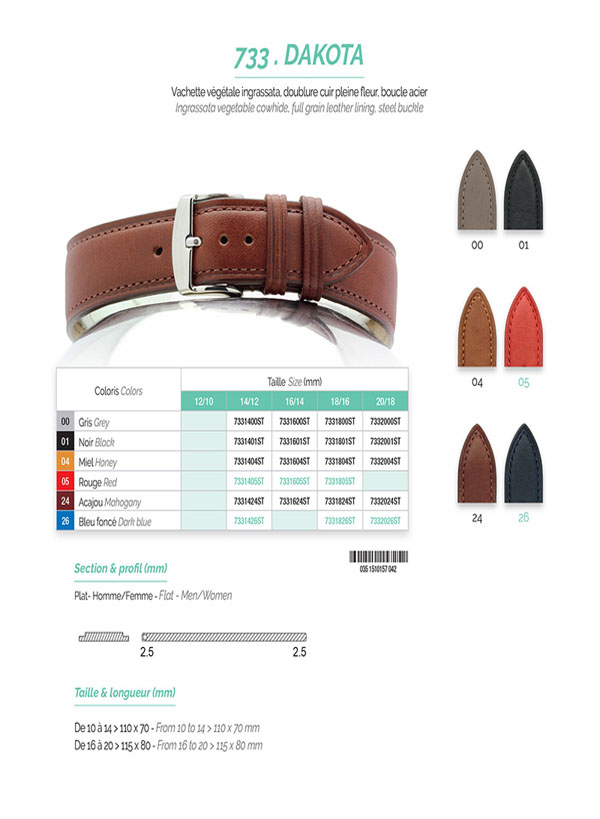 733 . DAKOTA
Vachette végétale ingrassata, doublure cuir pleine fleur, boucle acier
Ingrassata vegetable cowhide, full grain leather lining, steel buckle
00 01
04 05
24 26
Coloris Colors Taille Size (mm)
12/10 14/12 16/14 18/16 20/18
00 Gris Grey 7331400ST 7331600ST 7331800ST 7332000ST
01 Noir Black 7331401ST 7331601ST 7331801ST 7332001ST
04 Miel Honey 7331404ST 7331604ST 7331804ST 7332004ST
05 Rouge Red 7331405ST 7331605ST 7331805ST
24 Acajou Mahogany 7331424ST 7331624ST 7331824ST 7332024ST
26 Bleu foncé Dark blue 7331426ST 7331826ST 7332026ST
035 1510157 042
Section & profil (mm)
Plat- Homme/Femme - Flat - Men/Women
2.5 2.5
Taille & longueur (mm)
De 10 à 14 > 110 x 70 - From 10 to 14 > 110 x 70 mm
De 16 à 20 > 115 x 80 - From 16 to 20 > 115 x 80 mm